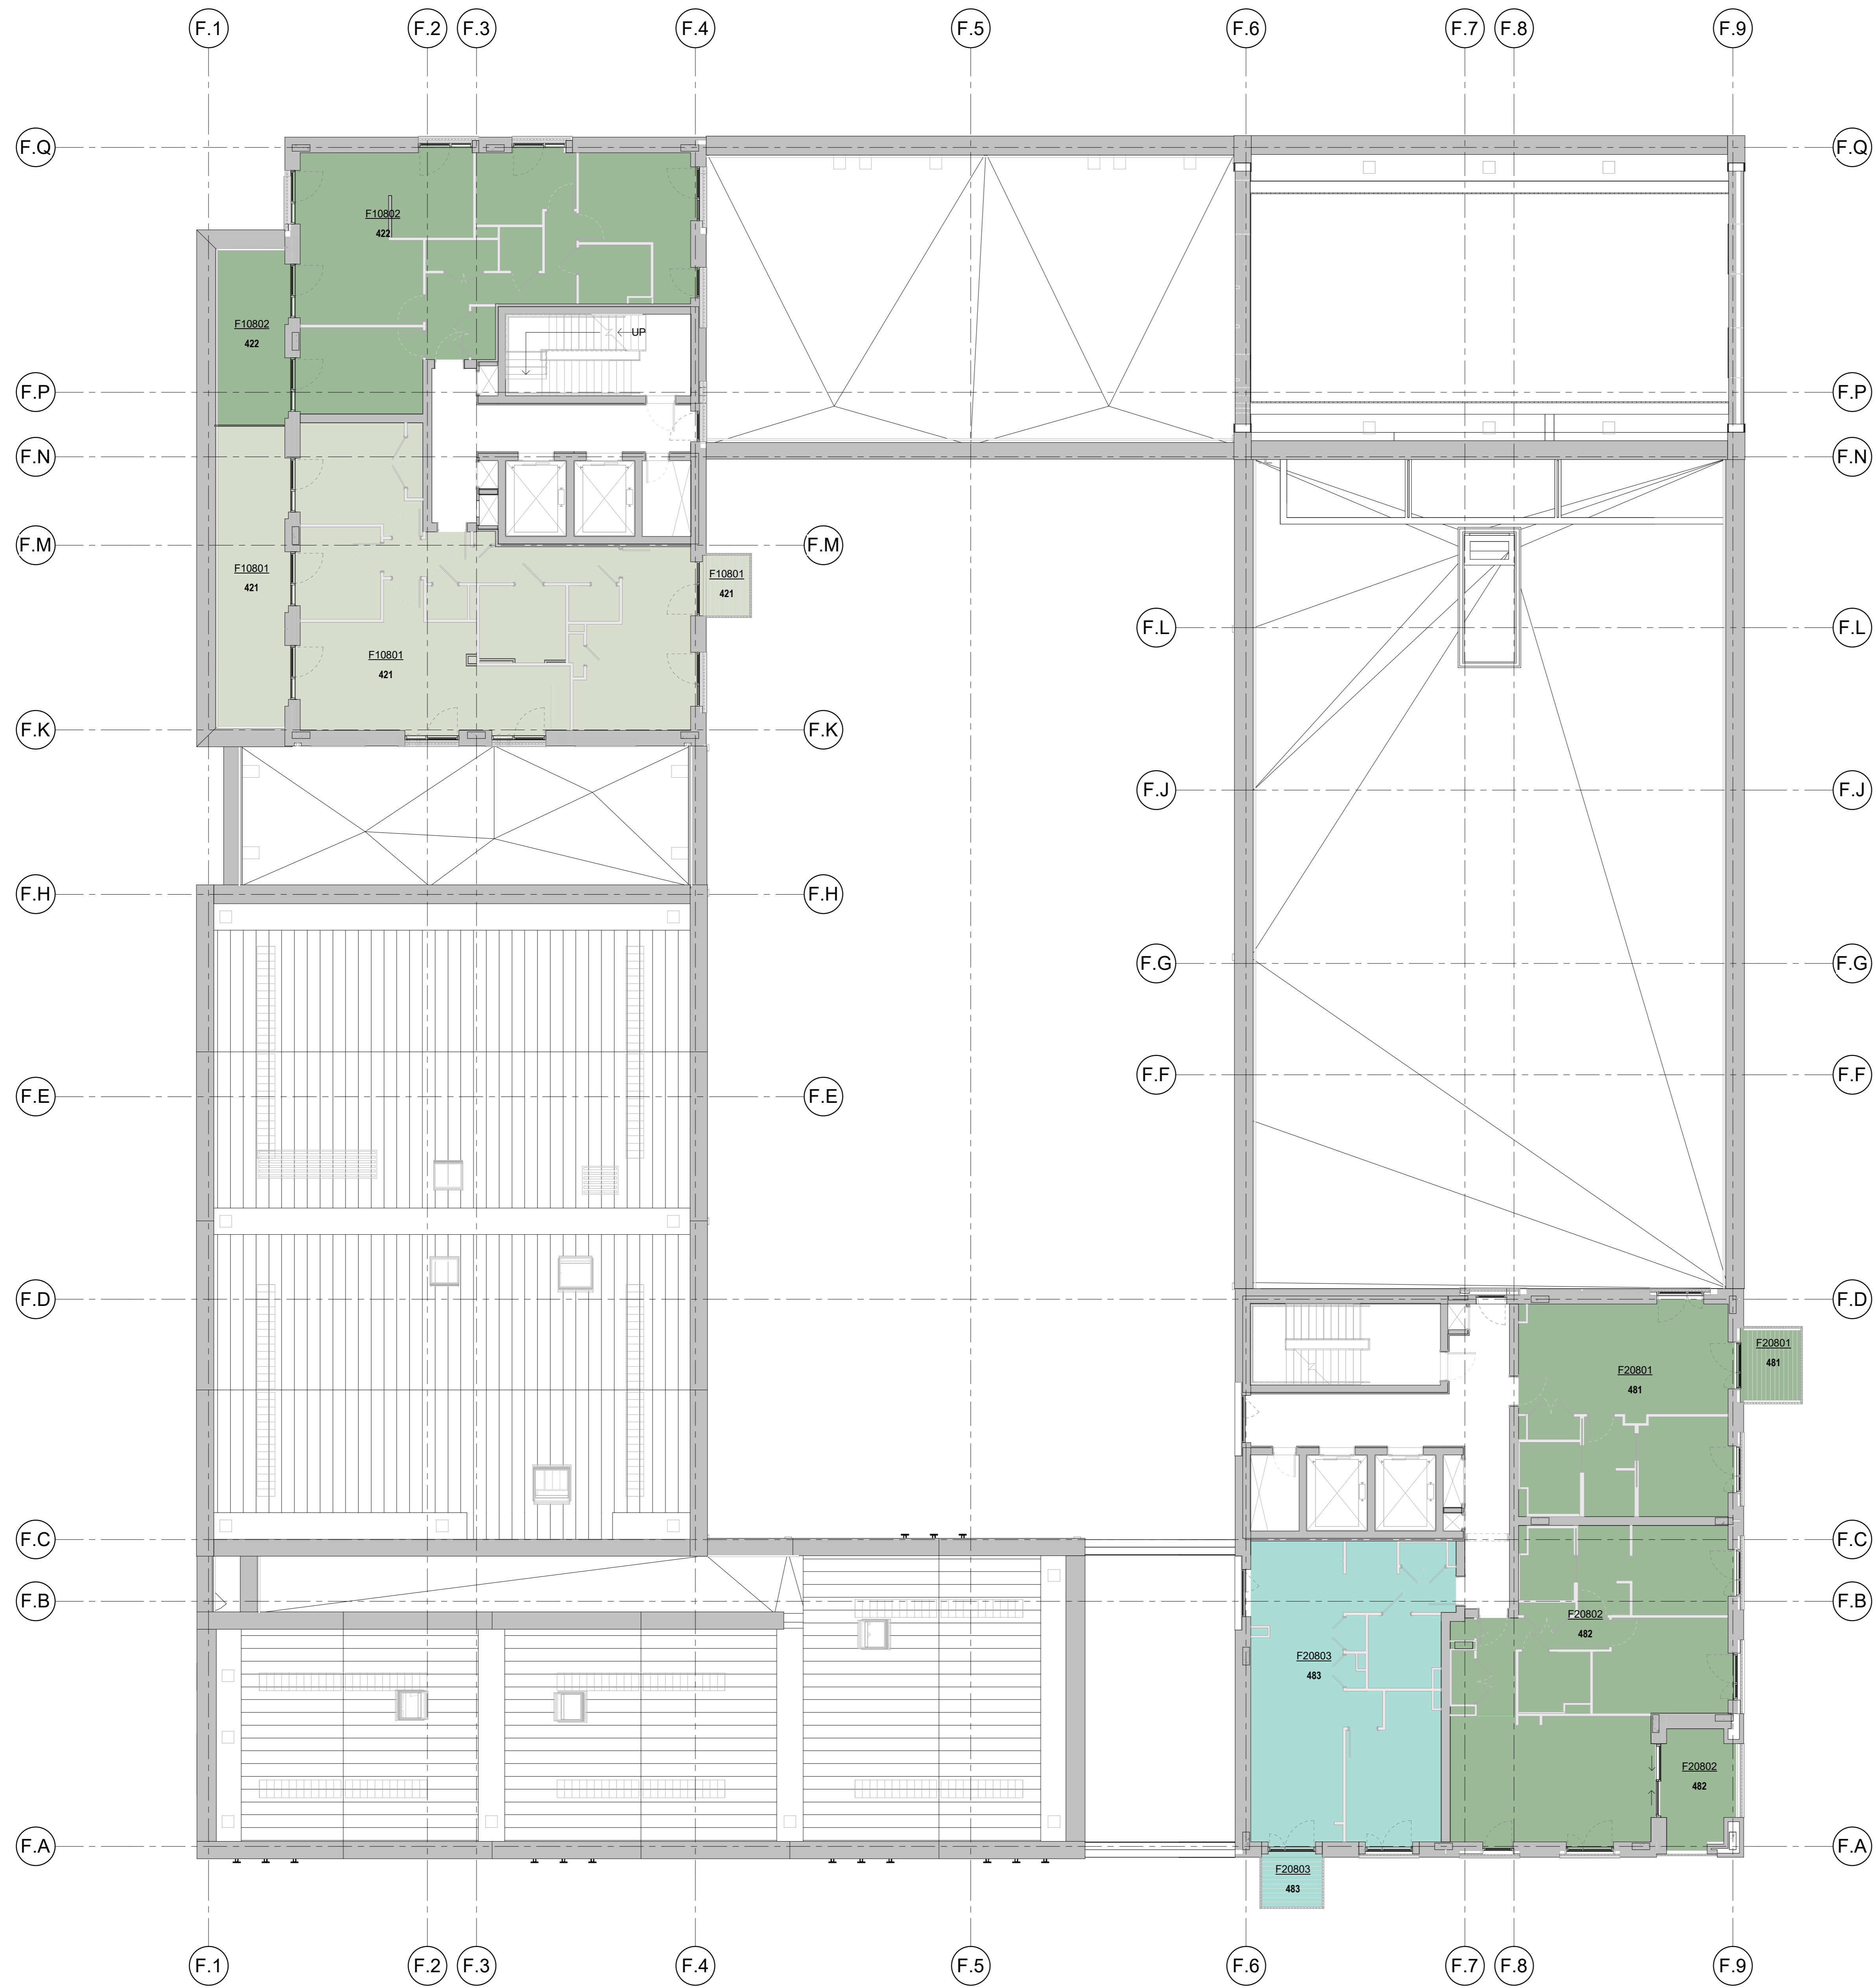 F.1 F.2 F.3 F.4 F.5 F.6 F.7 F.8 F.9
F.Q F.Q
F10802
422
F10802
422
UP
F.P F.P
F.N F.N
F.M F.M
F10801
421
F10801
421
F.L F.L
F10801
421
F.K F.K
F.J F.J
F.H F.H
F.G F.G
F.F F.F
F.E F.E
F.D F.D
F20801
481
F20801
481
F.C F.C
F.B F.B
F20802
482
F20803
483
F20802
482
F.A F.A
F20803
483
F.1 F.2 F.3 F.4 F.5 F.6 F.7 F.8 F.9